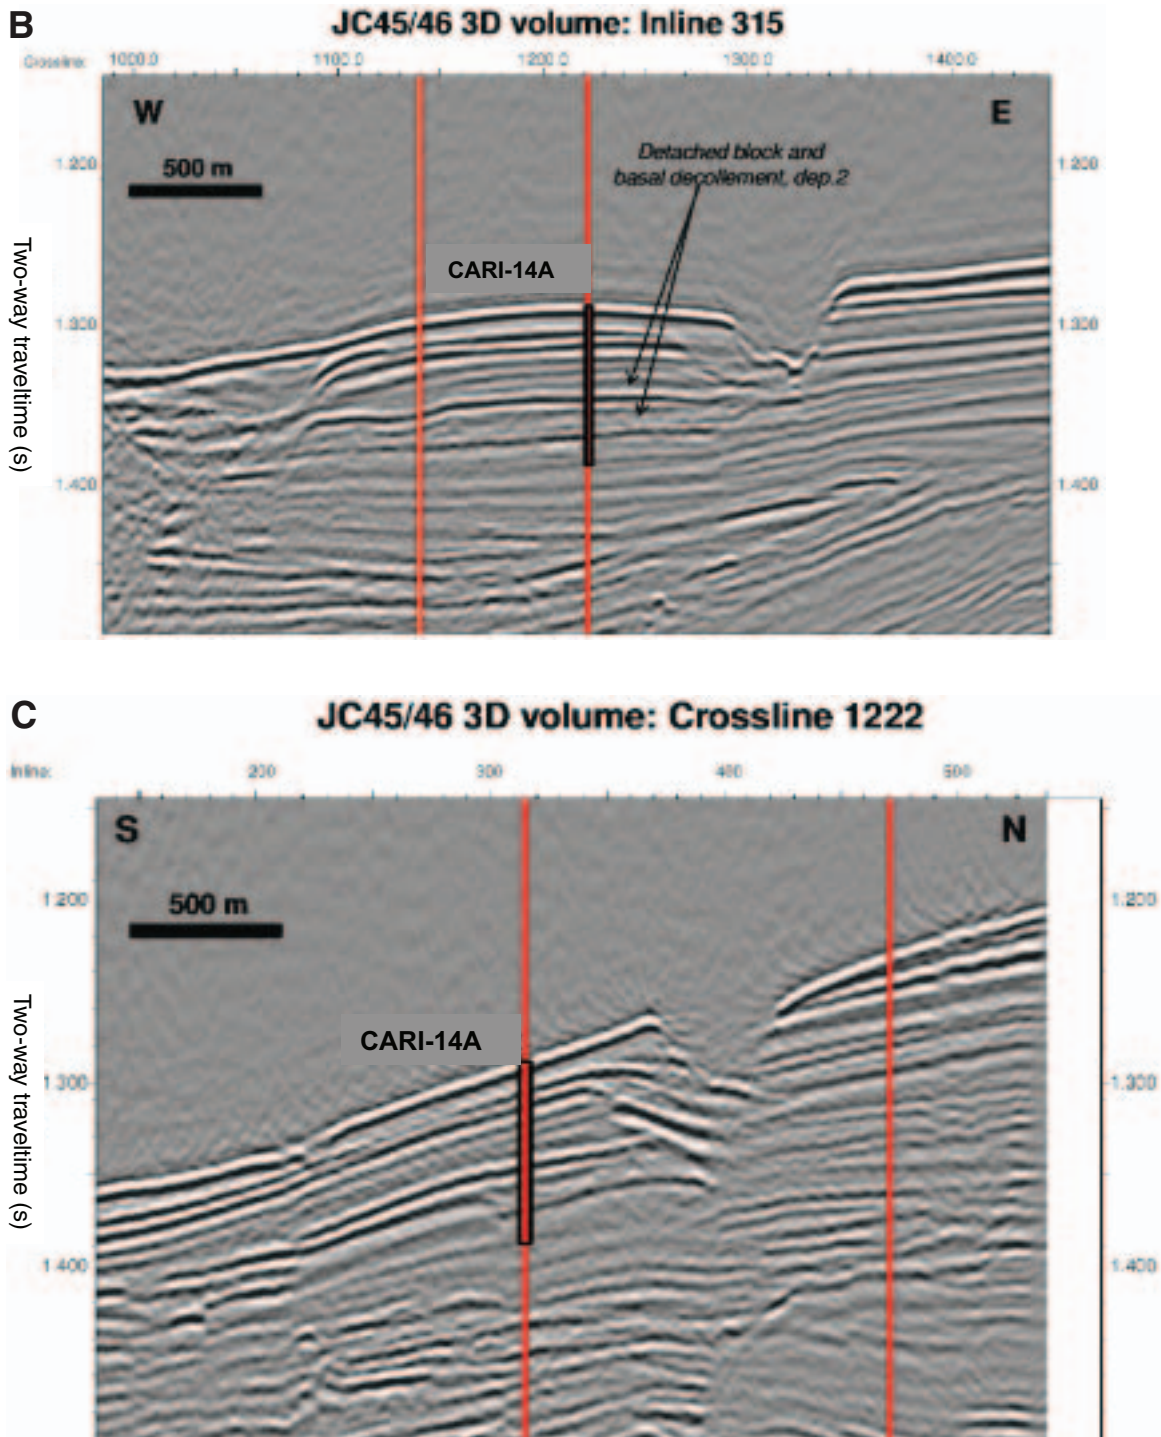 B
JC45/46 3D volume: Inline 315
Crossline: 1000.0 1100.0 1200.0 1300.0 1400.0
W E
Detached block and
basal decollement, dep.2
500 m
1.200 1.200
CARI-14A
1.300 1.300
1.400 1.400
Two-way traveltime (s)
C
JC45/46 3D volume: Crossline 1222
Inline: 200 300 400 500
S N
500 m
1.200 1.200
CARI-14A
1.300 1.300
1.400 1.400
Two-way traveltime (s)